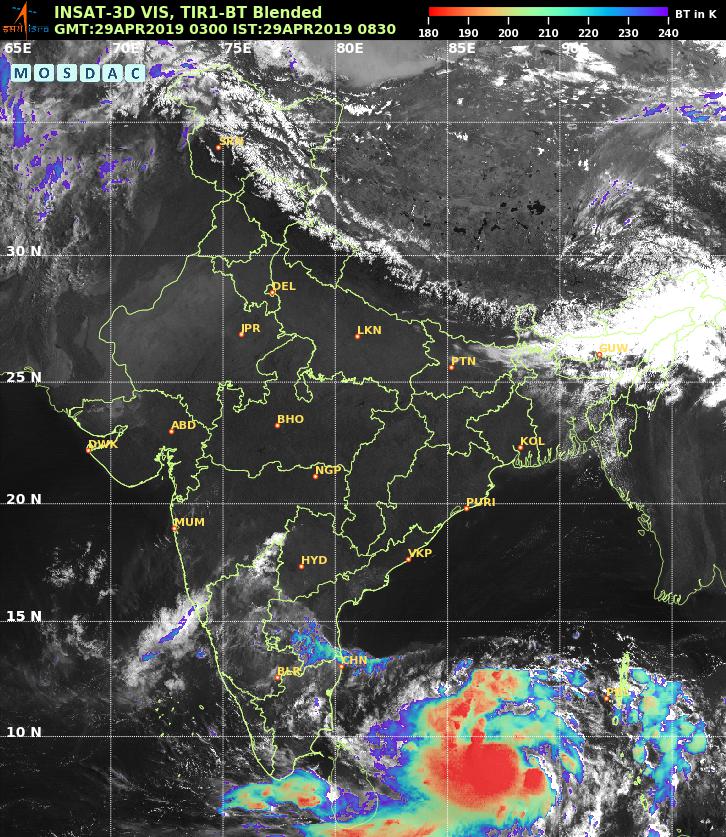 INSAT-3D VIS, TIR1-BT Blended
GMT:29APR2019 0300 IST:29APR2019 0830
BT in K
180 190 200 210 220 230 240
65E 70E 75E 80E 85E 90E
MOSDAC
SRN
30 N
DEL
JPR LKN
GUW
PTN
25 N
ABD BHO
DWK KOL
NGP
20 N PURI
MUM
HYD VKP
15 N
CHN
BLR
10 N